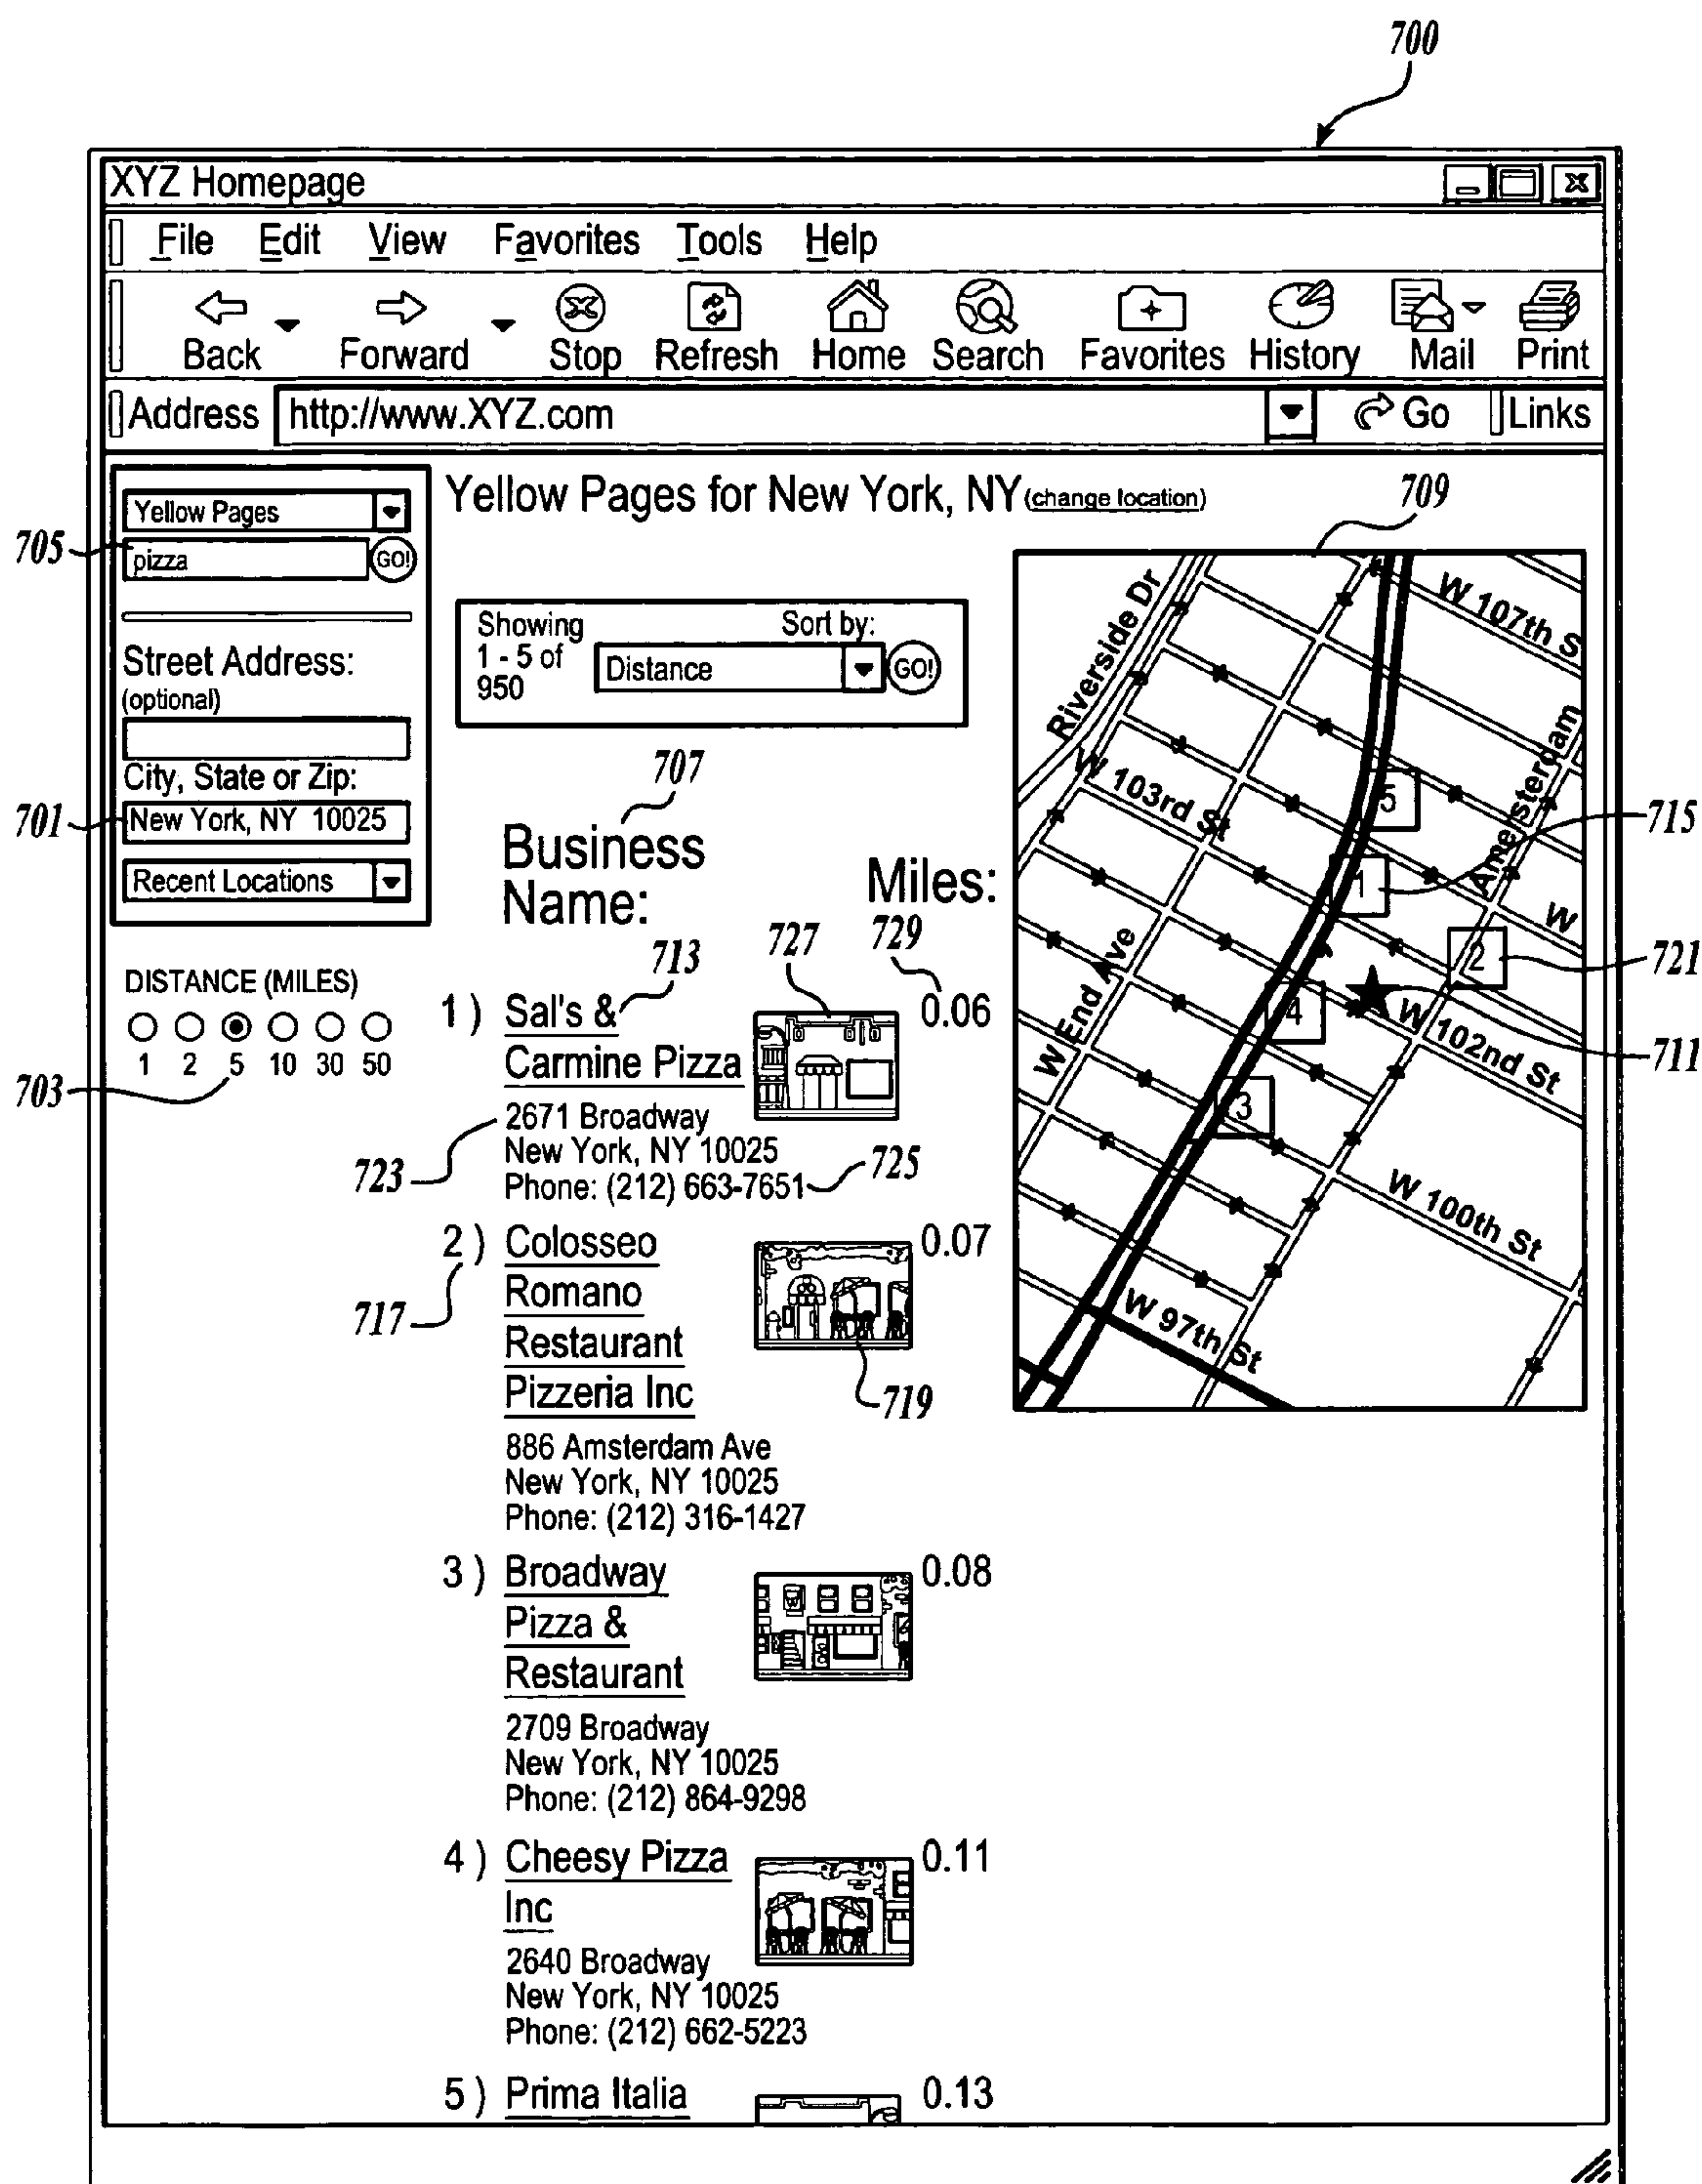 700
XYZ Homepage
File Edit View Favorites Tools Help
Back Forward Stop Refresh Home Search Favorites History Mail Print
Address http://www.XYZ.com Go Links
Yellow Pages
705
pizza GO!
Street Address:
(optional)
City, State or Zip:
701
New York, NY 10025
Recent Locations
DISTANCE (MILES)
1 2 5 10 30 50
703
Yellow Pages for New York, NY (change location)
Showing
1 - 5 of
950
Sort by:
Distance GO!
707
Business
Name:
Miles:
713
727
729
1) Sal's &
Carmine Pizza
0.06
2671 Broadway
New York, NY 10025
Phone: (212) 663-7651
723
725
2) Colosseo
Romano
Restaurant
Pizzeria Inc
0.07
717
719
886 Amsterdam Ave
New York, NY 10025
Phone: (212) 316-1427
3) Broadway
Pizza &
Restaurant
0.08
2709 Broadway
New York, NY 10025
Phone: (212) 864-9298
4) Cheesy Pizza
Inc
0.11
2640 Broadway
New York, NY 10025
Phone: (212) 662-5223
5) Prima Italia
0.13
709
Riverside Dr
W 107th S
Amersterdam
W 103rd St
5
715
1
W
2
721
W End Ave
4
W 102nd St
711
3
W 100th St
W 97th St